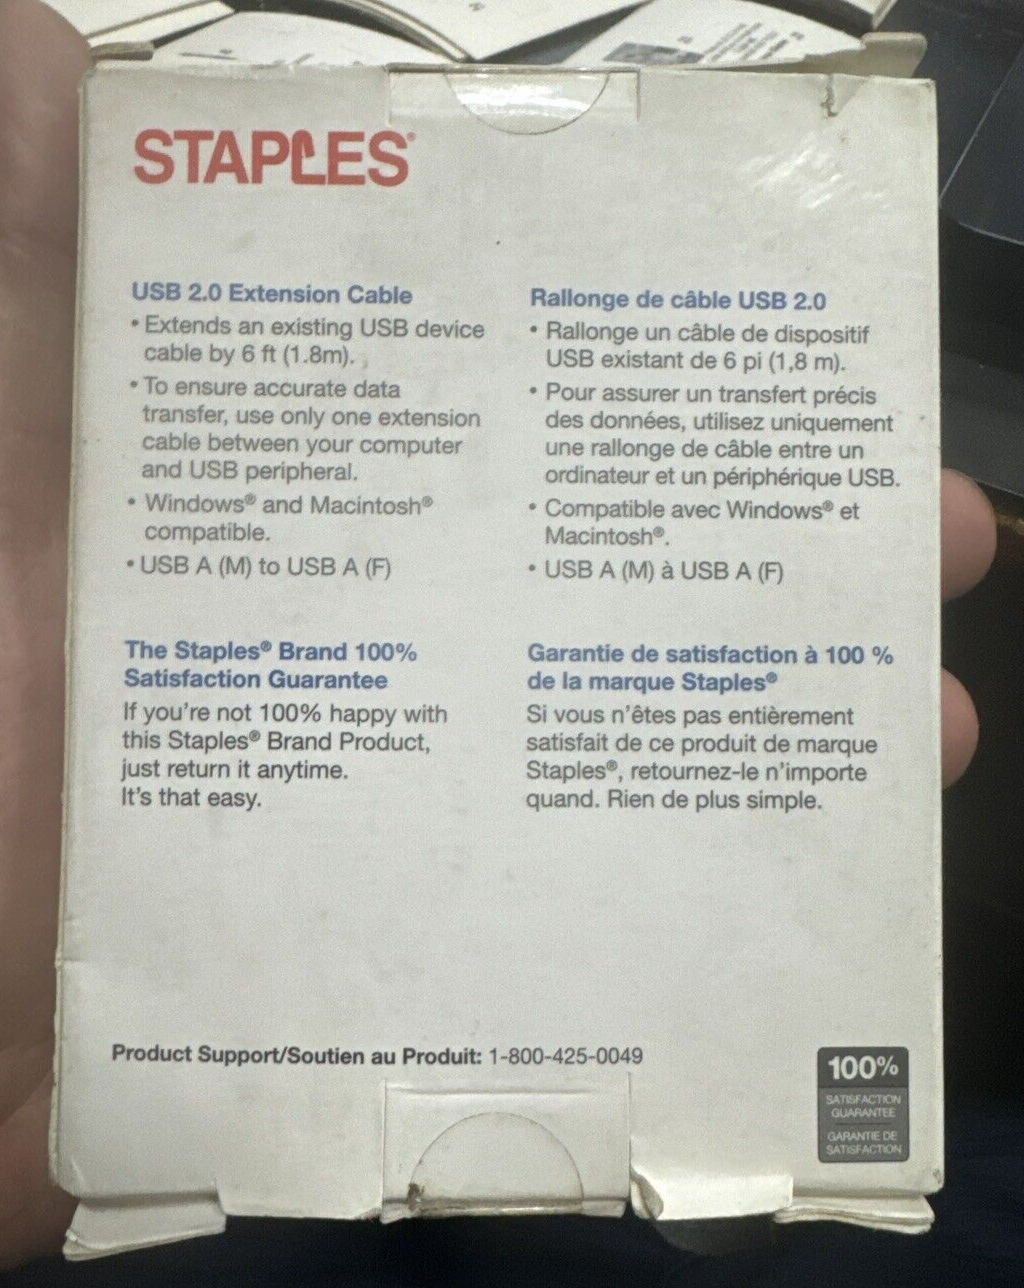 STAPLES®
USB 2.0 Extension Cable
• Extends an existing USB device
cable by 6 ft (1.8m).
• To ensure accurate data
transfer, use only one extension
cable between your computer
and USB peripheral.
• Windows® and Macintosh®
compatible.
• USB A (M) to USB A (F)
The Staples® Brand 100%
Satisfaction Guarantee
If you're not 100% happy with
this Staples® Brand Product,
just return it anytime.
It's that easy.
Rallonge de câble USB 2.0
• Rallonge un câble de dispositif
USB existant de 6 pi (1,8 m).
• Pour assurer un transfert précis
des données, utilisez uniquement
une rallonge de câble entre un
ordinateur et un périphérique USB.
• Compatible avec Windows® et
Macintosh®.
• USB A (M) à USB A (F)
Garantie de satisfaction à 100 %
de la marque Staples®
Si vous n'êtes pas entièrement
satisfait de ce produit de marque
Staples®, retournez-le n'importe
quand. Rien de plus simple.
Product Support/Soutien au Produit: 1-800-425-0049
100%
SATISFACTION
GUARANTEE
GARANTIE DE
SATISFACTION